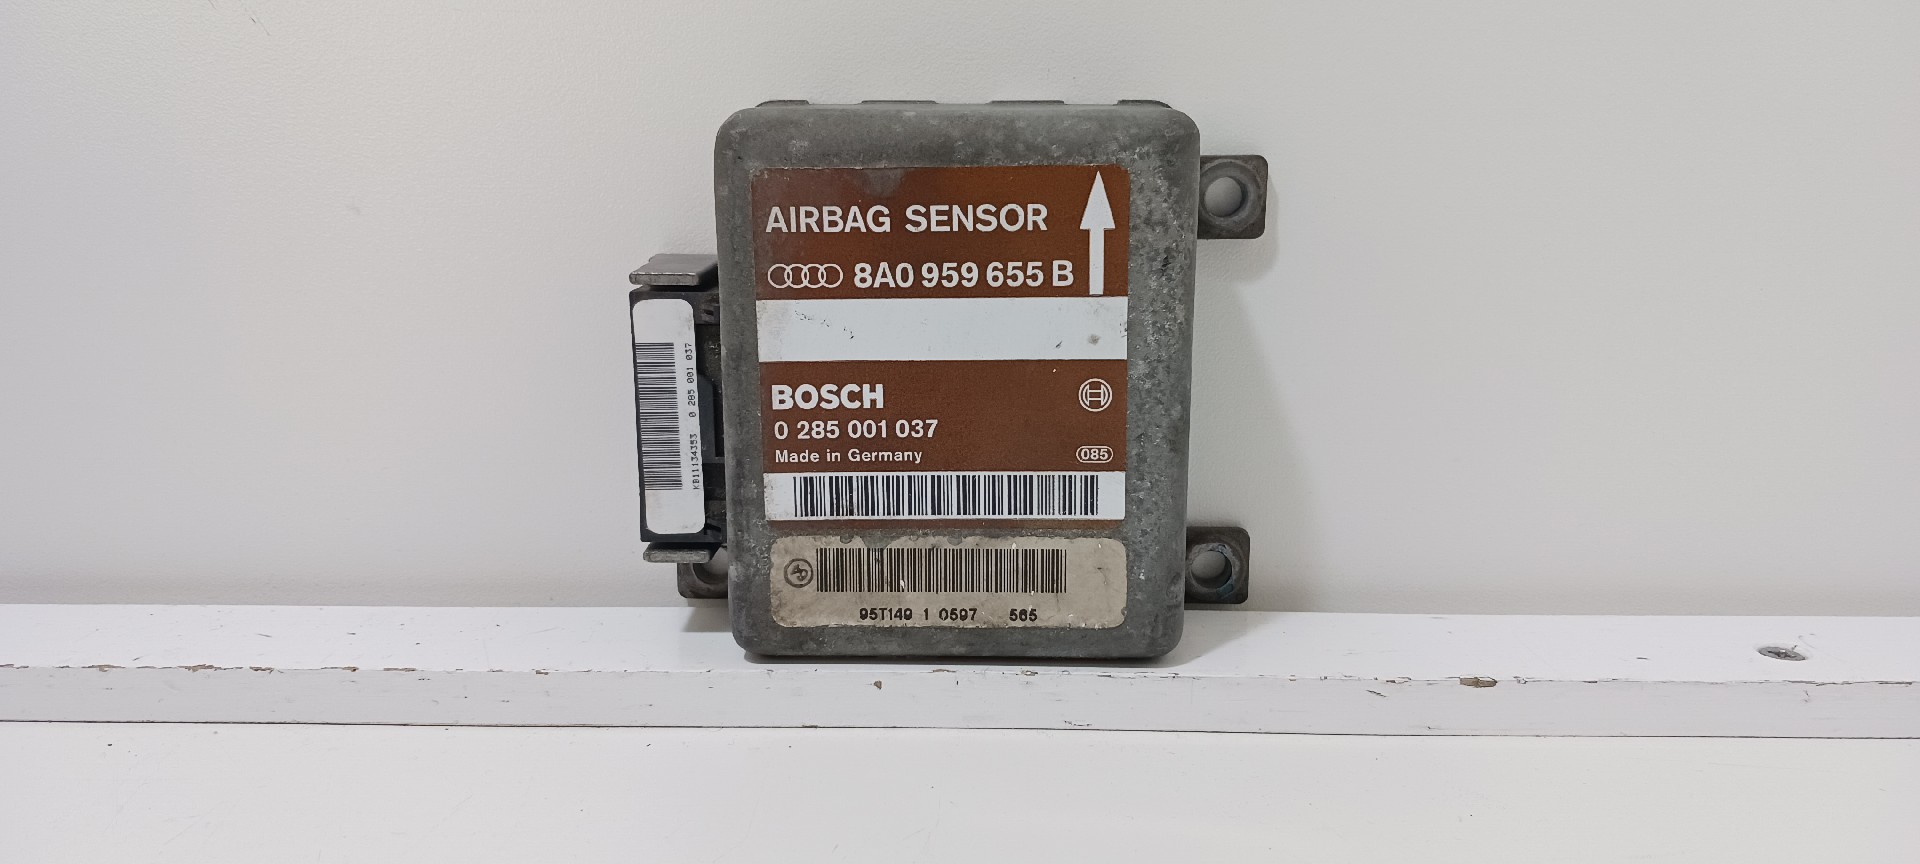 AIRBAG SENSOR
8A0 959 655 B
BOSCH
0 285 001 037
Made in Germany
085
95T149 1 0597 565
KB11134353 0 285 001 037